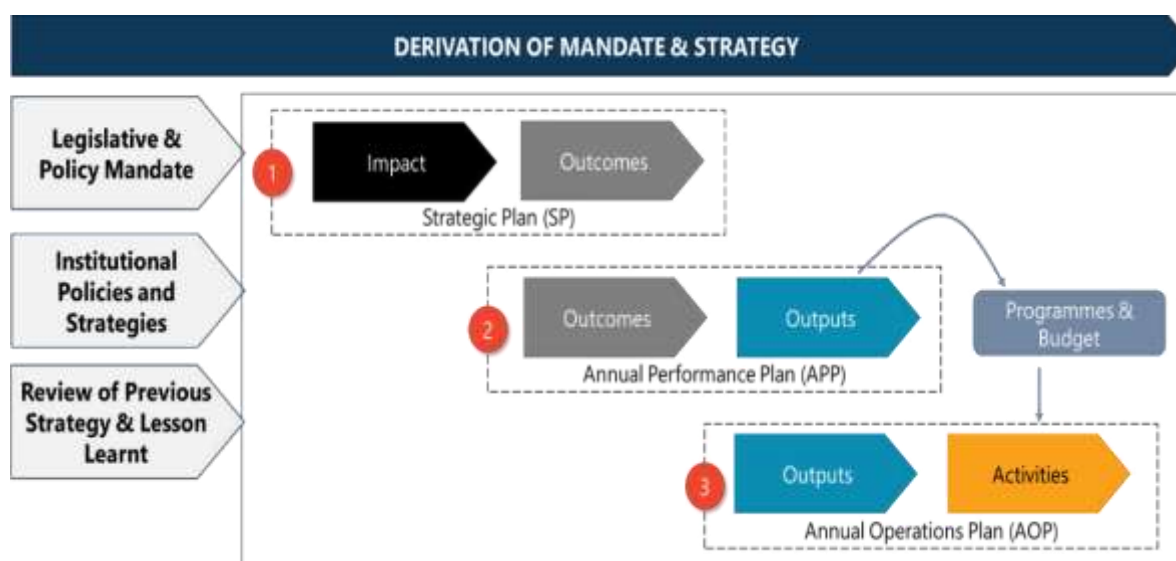 DERIVATION OF MANDATE & STRATEGY
Legislative &
Policy Mandate
Institutional
Policies and
Strategies
Review of Previous
Strategy & Lesson
Learnt
1
Impact
Outcomes
Strategic Plan (SP)
2
Outcomes
Outputs
Annual Performance Plan (APP)
Programmes &
Budget
3
Outputs
Activities
Annual Operations Plan (AOP)